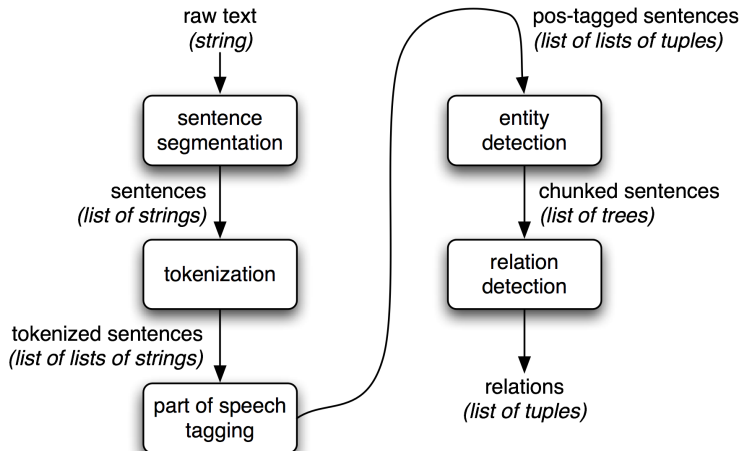 raw text
(string)
sentence
segmentation
sentences
(list of strings)
tokenization
tokenized sentences
(list of lists of strings)
part of speech
tagging
pos-tagged sentences
(list of lists of tuples)
entity
detection
chunked sentences
(list of trees)
relation
detection
relations
(list of tuples)